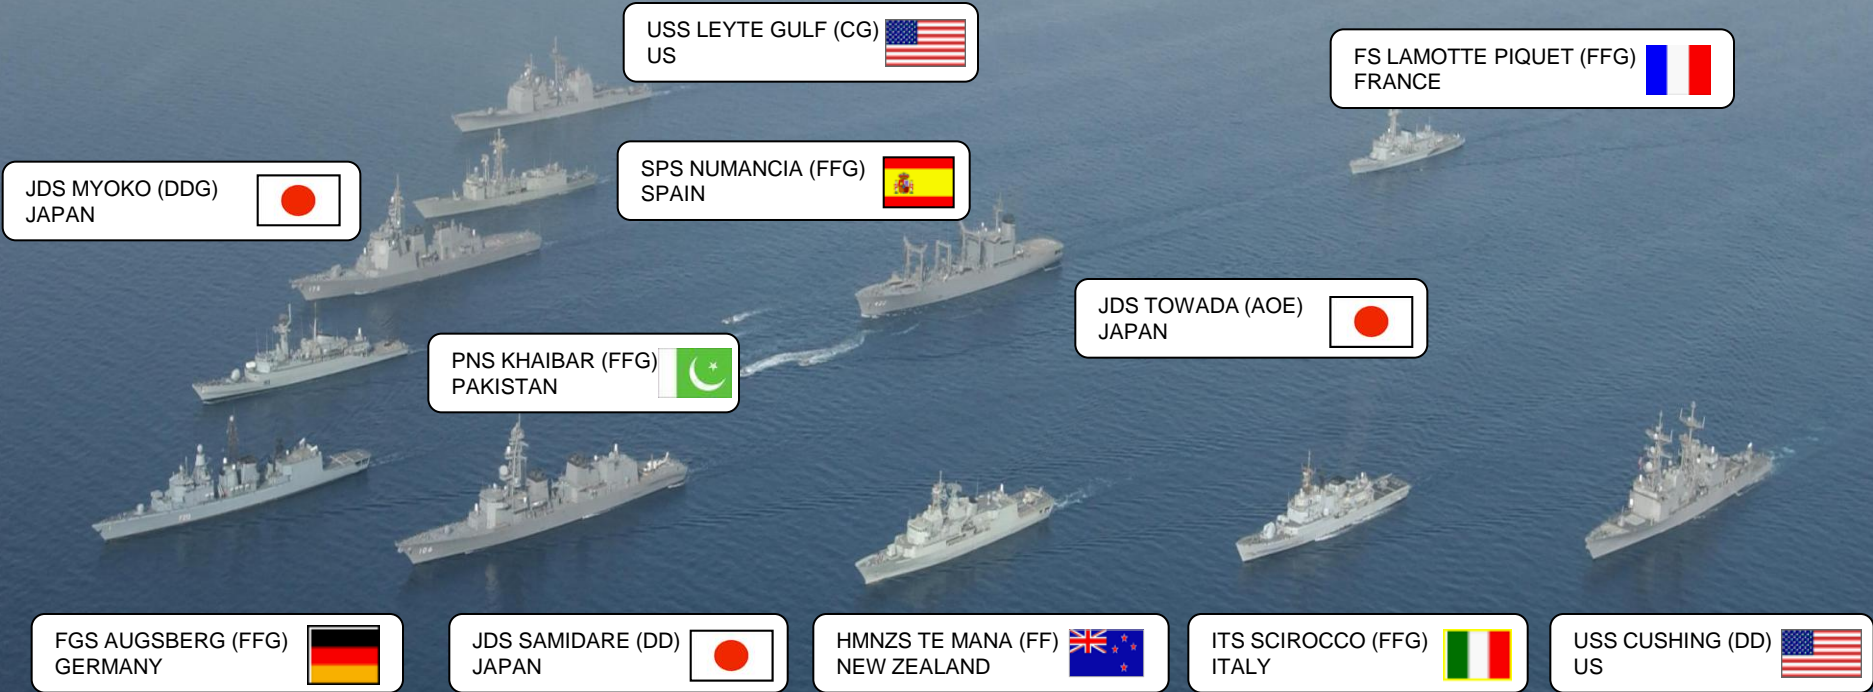 USS LEYTE GULF (CG)
US
FS LAMOTTE PIQUET (FFG)
FRANCE
JDS MYOKO (DDG)
JAPAN
SPS NUMANCIA (FFG)
SPAIN
JDS TOWADA (AOE)
JAPAN
PNS KHAIBAR (FFG)
PAKISTAN
FGS AUGSBERG (FFG)
GERMANY
JDS SAMIDARE (DD)
JAPAN
HMNZS TE MANA (FF)
NEW ZEALAND
ITS SCIROCCO (FFG)
ITALY
USS CUSHING (DD)
US